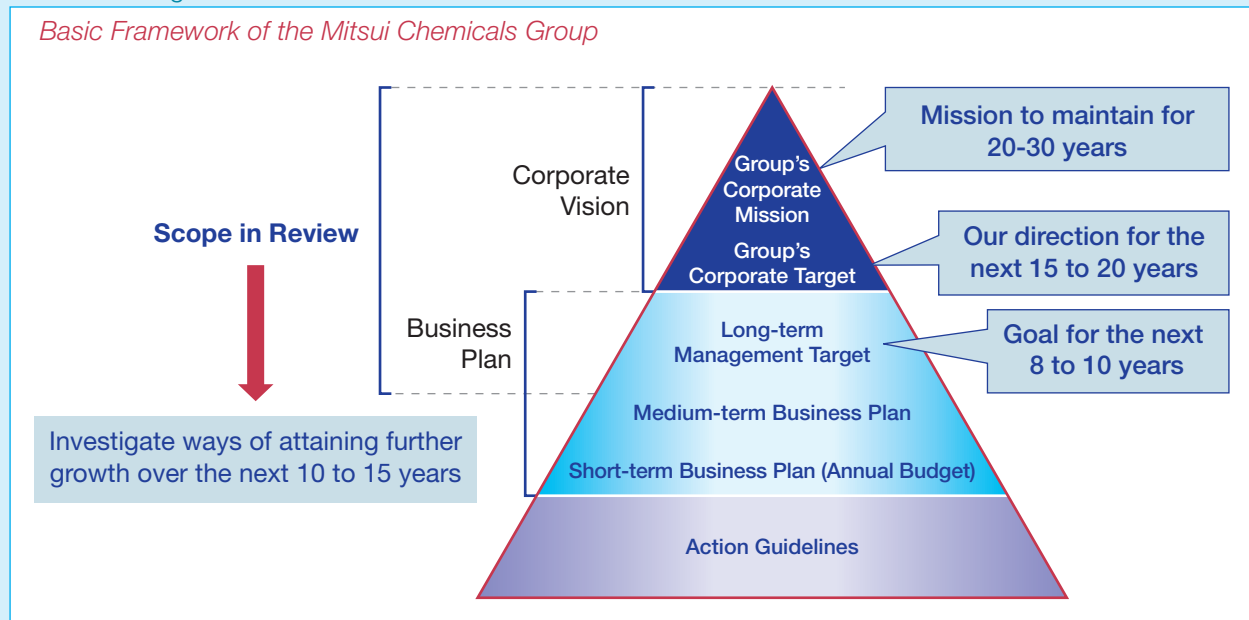 Basic Framework of the Mitsui Chemicals Group
Mission to maintain for
20-30 years
Group's
Corporate
Mission
Corporate
Vision
Scope in Review
Group's
Corporate Target
Our direction for the
next 15 to 20 years
Business
Plan
Long-term
Management Target
Goal for the next
8 to 10 years
Medium-term Business Plan
Investigate ways of attaining further
growth over the next 10 to 15 years
Short-term Business Plan (Annual Budget)
Action Guidelines